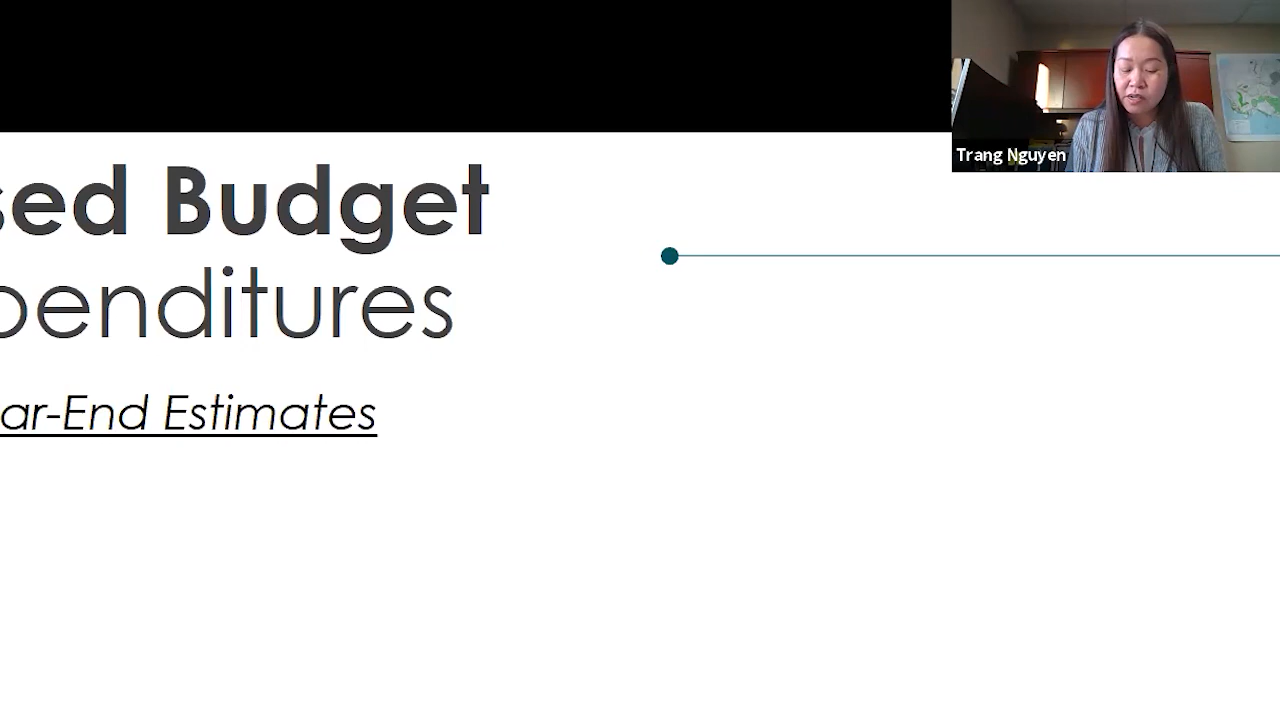 sed Budget
penditures
ar-End Estimates
Trang Nguyen